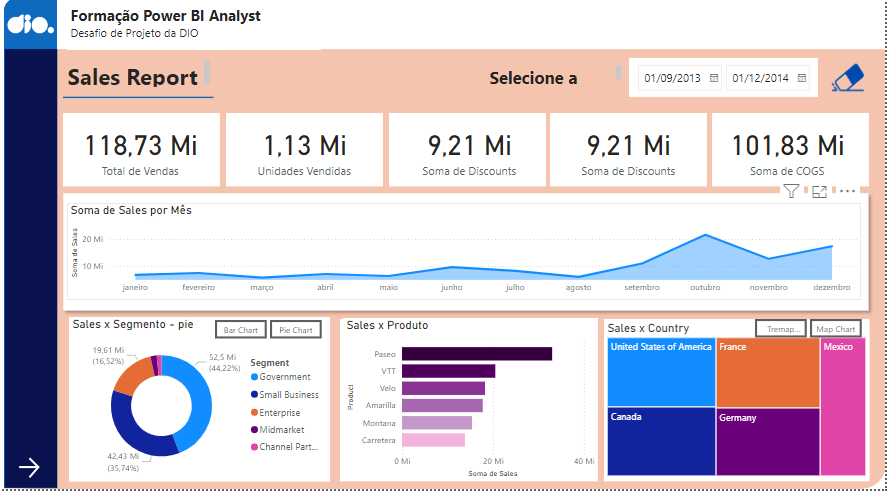 dio.
Formação Power BI Analyst
Desafio de Projeto da DIO
Sales Report
Selecione a
01/09/2013
01/12/2014
118,73 Mi
Total de Vendas
1,13 Mi
Unidades Vendidas
9,21 Mi
Soma de Discounts
9,21 Mi
Soma de Discounts
101,83 Mi
Soma de COGS
Soma de Sales por Mês
Soma de Sales
20 Mi
10 Mi
janeiro
fevereiro
março
abril
maio
junho
julho
agosto
setembro
outubro
novembro
dezembro
Sales x Segmento - pie
Bar Chart
Pie Chart
19,61 Mi
(16,52%)
52,5 Mi
(44,22%)
42,43 Mi
(35,74%)
Segment
Government
Small Business
Enterprise
Midmarket
Channel Part...
Sales x Produto
Product
Paseo
VTT
Velo
Amarilla
Montana
Carretera
0 Mi
20 Mi
40 Mi
Soma de Sales
Sales x Country
Tremap...
Map Chart
United States of America
France
Mexico
Canada
Germany